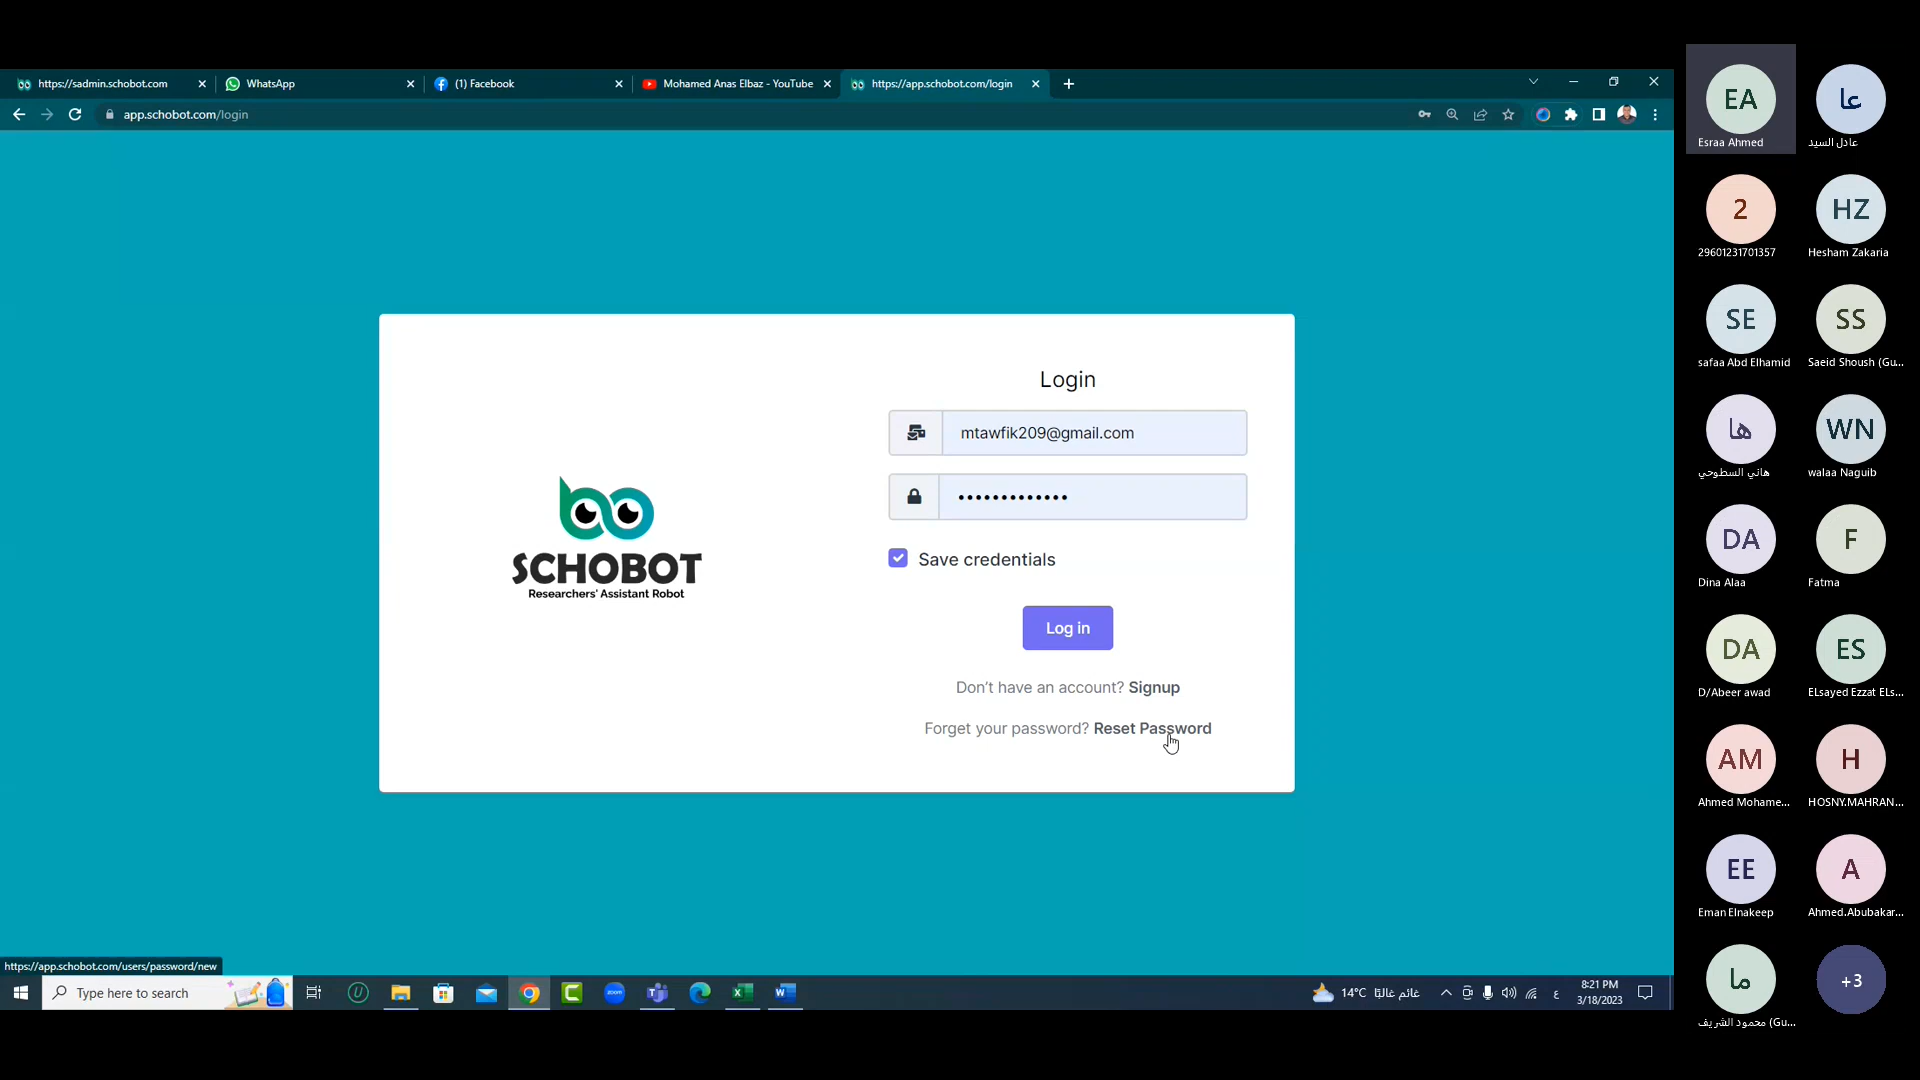 https://sadmin.schobot.com
WhatsApp
(1) Facebook
Mohamed Anas Elbaz - YouTube
https://app.schobot.com/login
app.schobot.com/login
Login
mtawfik209@gmail.com
•••••••••••••
Save credentials
Log in
Don't have an account? Signup
Forget your password? Reset Password
SCHOBOT
Researchers' Assistant Robot
https://app.schobot.com/users/password/new
Type here to search
zoom
14°C غائم غالبًا
ع
8:21 PM
3/18/2023
EA
Esraa Ahmed
عا
عادل السيد
2
29601231701357
HZ
Hesham Zakaria
SE
safaa Abd Elhamid
SS
Saeid Shoush (Gu...
ها
هاني السطوحي
WN
walaa Naguib
DA
Dina Alaa
F
Fatma
DA
D/Abeer awad
ES
ELsayed Ezzat ELs...
AM
Ahmed Mohame...
H
HOSNY.MAHRAN...
EE
Eman Elnakeep
A
Ahmed.Abubakar...
ما
محمود الشريف (Gu...
+3